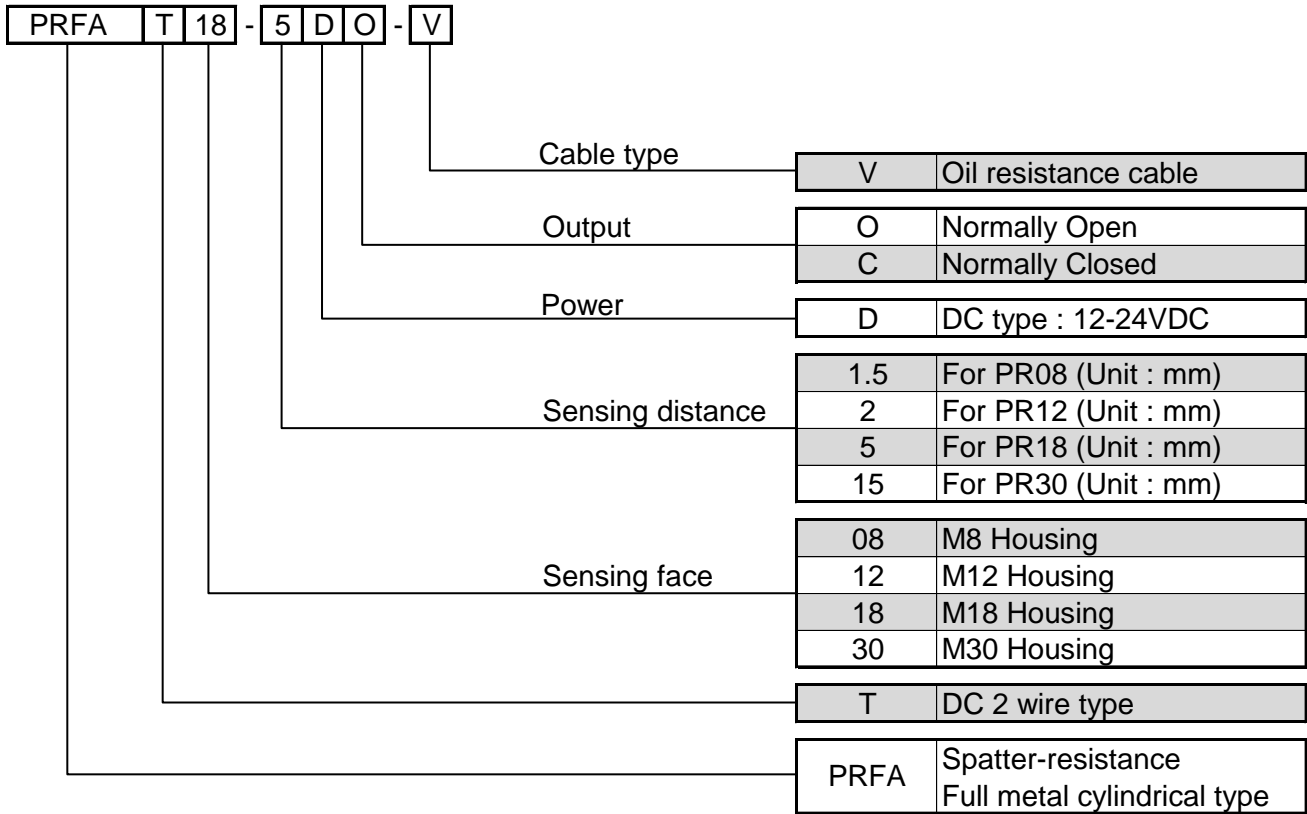 PRFA T 18 - 5 D O - V
Cable type
V Oil resistance cable
Output
O Normally Open
C Normally Closed
Power
D DC type : 12-24VDC
Sensing distance
1.5 For PR08 (Unit : mm)
2 For PR12 (Unit : mm)
5 For PR18 (Unit : mm)
15 For PR30 (Unit : mm)
Sensing face
08 M8 Housing
12 M12 Housing
18 M18 Housing
30 M30 Housing
T DC 2 wire type
PRFA Spatter-resistance
Full metal cylindrical type